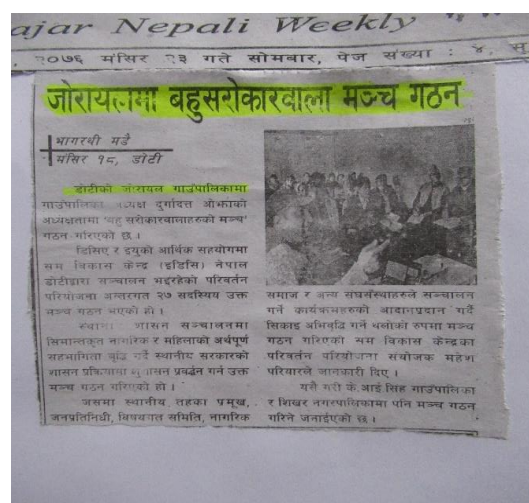 ajar Nepali Weekly
, २०७६ मंसिर २३ गते सोमबार, पेज संख्या : ४,
जोरायलमा बहुसरोकारवाला मञ्च गठन
भागरथी मडै
मंसिर १८, डोटी
डोटीको जोरायल गाउँपालिकामा
गाउँपालिका अध्यक्ष दुर्गादत्त ओझाको
अध्यक्षतामा 'बहु सरोकारवालाहरुको मञ्च'
गठन गरिएको छ ।
टिसिए र इयुको आर्थिक सहयोगमा
सम विकास केन्द्र (इडिसि) नेपाल
डोटीद्वारा सञ्चालन भईरहेको परिवर्तन
परियोजना अन्तरगत २७ सदस्यिय उक्त
मञ्च गठन भएको हो ।
स्थानीय शासन सञ्चालनमा
सिमान्तकृत नागरिक र महिलाको अर्थपूर्ण
सहभागिता बृद्धि गर्दै स्थानीय सरकारको
शासन प्रक्रियामा सुशासन प्रबर्द्धन गर्न उक्त
मञ्च गठन गरिएको हो ।
जसमा स्थानीय तहका प्रमुख,
जनप्रतिनिधी, विषयगत समिति, नागरिक
समाज र अन्य संघसंस्थाहरुले सञ्चालन
गर्ने कार्यक्रमहरुको आदानप्रदान गर्दै
सिकाइ अभिबृद्धि गर्ने थलोको रुपमा मञ्च
गठन गरिएको सम विकास केन्द्रका
परिवर्तन परियोजना संयोजक महेश
परियारले जानकारी दिए ।
यसै गरी के.आई सिंह गाउँपालिका
र शिखर नगरपालिकामा पनि मञ्च गठन
गरिने जनाईएको छ ।